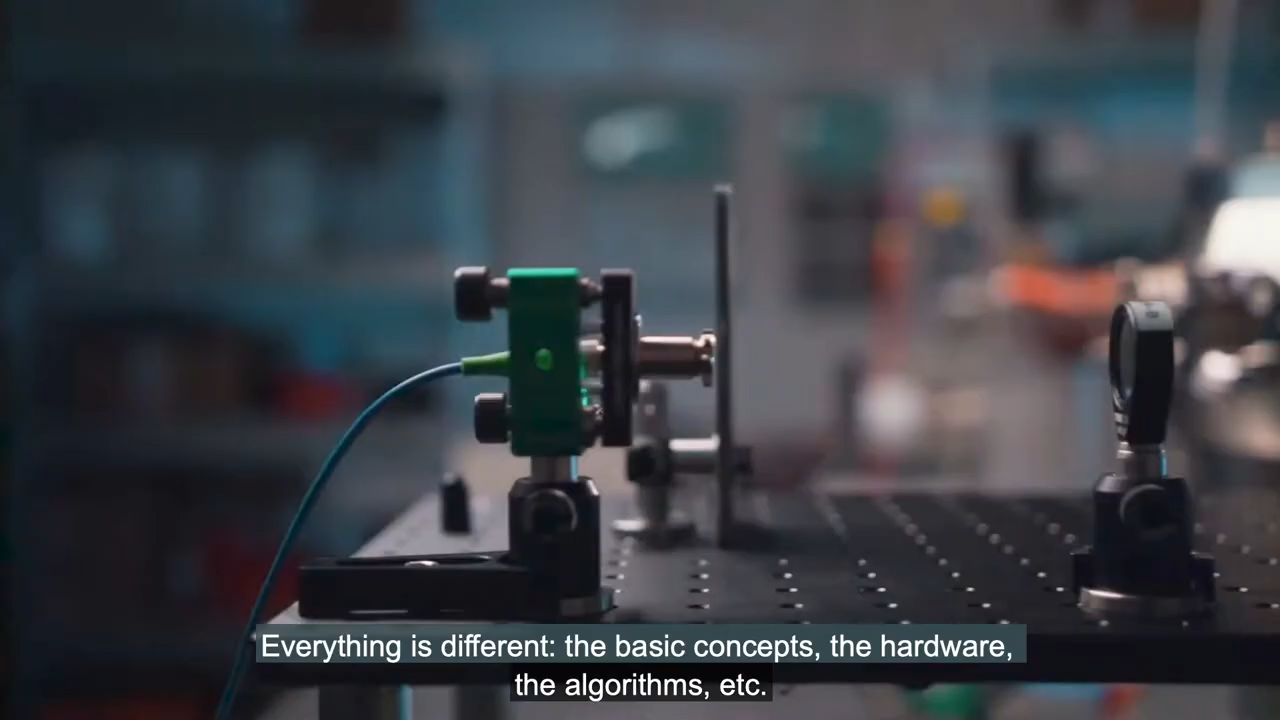 Everything is different: the basic concepts, the hardware,
the algorithms, etc.